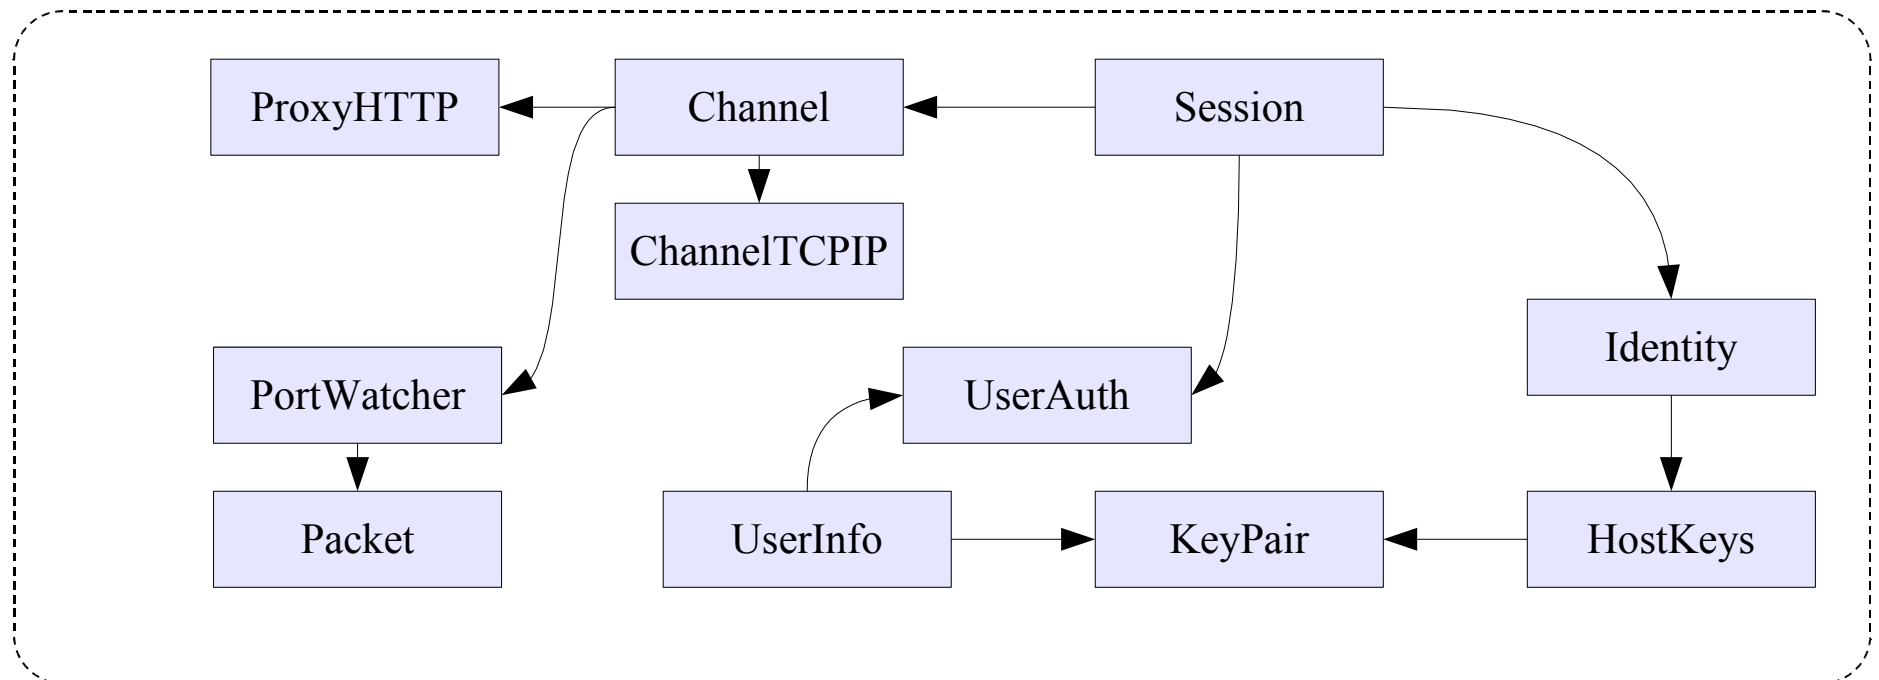 ProxyHTTP
Channel
Session
ChannelTCPIP
Identity
PortWatcher
UserAuth
Packet
UserInfo
KeyPair
HostKeys